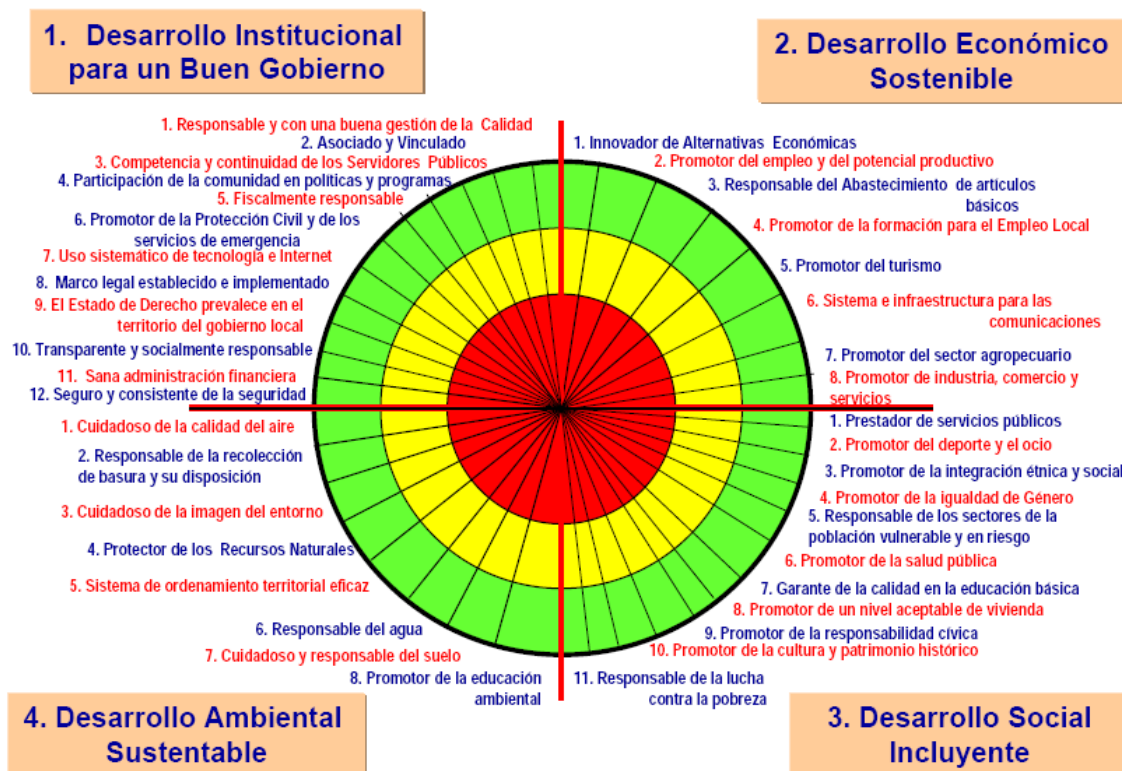 1. Desarrollo Institucional
para un Buen Gobierno
2. Desarrollo Económico
Sostenible
1. Responsable y con una buena gestión de la Calidad
2. Asociado y Vinculado
3. Competencia y continuidad de los Servidores Públicos
4. Participación de la comunidad en políticas y programas
5. Fiscalmente responsable
6. Promotor de la Protección Civil y de los
servicios de emergencia
7. Uso sistemático de tecnología e Internet
8. Marco legal establecido e implementado
9. El Estado de Derecho prevalece en el
territorio del gobierno local
10. Transparente y socialmente responsable
11. Sana administración financiera
12. Seguro y consistente de la seguridad
1. Innovador de Alternativas Económicas
2. Promotor del empleo y del potencial productivo
3. Responsable del Abastecimiento de artículos
básicos
4. Promotor de la formación para el Empleo Local
5. Promotor del turismo
6. Sistema e infraestructura para las
comunicaciones
7. Promotor del sector agropecuario
8. Promotor de industria, comercio y
servicios
1. Prestador de servicios públicos
2. Promotor del deporte y el ocio
3. Promotor de la integración étnica y social
4. Promotor de la igualdad de Género
5. Responsable de los sectores de la
población vulnerable y en riesgo
6. Promotor de la salud pública
7. Garante de la calidad en la educación básica
8. Promotor de un nivel aceptable de vivienda
9. Promotor de la responsabilidad cívica
10. Promotor de la cultura y patrimonio histórico
11. Responsable de la lucha
contra la pobreza
1. Cuidadoso de la calidad del aire
2. Responsable de la recolección
de basura y su disposición
3. Cuidadoso de la imagen del entorno
4. Protector de los Recursos Naturales
5. Sistema de ordenamiento territorial eficaz
6. Responsable del agua
7. Cuidadoso y responsable del suelo
8. Promotor de la educación
ambiental
4. Desarrollo Ambiental
Sustentable
3. Desarrollo Social
Incluyente